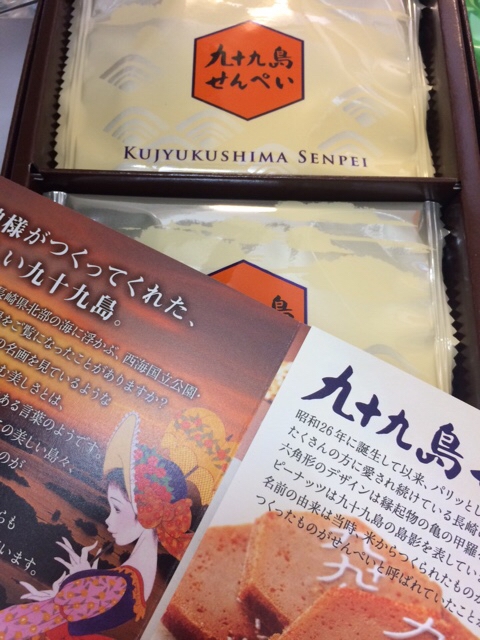 九十九島
せんぺい
KUJYUKUSHIMA SENPEI
島
様がつくってくれた、
い九十九島。
長崎県北部の海に浮かぶ、西海国立公園・
をご覧になったことがありますか?
の名画を見ているような
む美しさとは、
ある言葉のようです
の美しい島々、
のが
らも
います。
九十九島
昭和26年に誕生して以来、パリッとし
たくさんの方に愛され続けている長崎
六角形のデザインは縁起物の亀の甲羅
ピーナッツは九十九島の島影を表してい
名前の由来は当時、米からつくられたものが
つくったものがせんぺいと呼ばれていたこと
九十
九